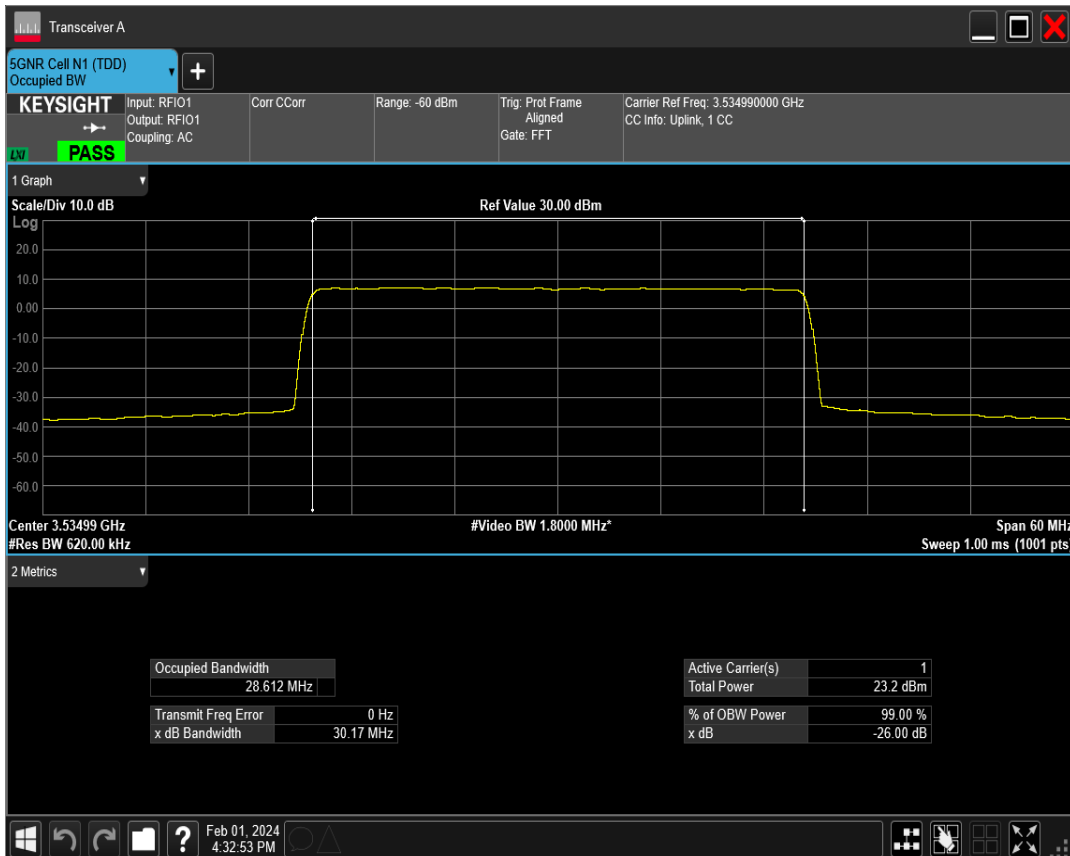 Transceiver A
5GNR Cell N1 (TDD)
Occupied BW
+
KEYSIGHT
LXI
PASS
Input: RFIO1
Output: RFIO1
Coupling: AC
Corr CCorr
Range: -60 dBm
Trig: Prot Frame
Aligned
Gate: FFT
Carrier Ref Freq: 3.534990000 GHz
CC Info: Uplink, 1 CC
1 Graph
Scale/Div 10.0 dB
Ref Value 30.00 dBm
Log
20.0
10.0
0.00
-10.0
-20.0
-30.0
-40.0
-50.0
-60.0
Center 3.53499 GHz
#Video BW 1.8000 MHz*
Span 60 MHz
#Res BW 620.00 kHz
Sweep 1.00 ms (1001 pts)
2 Metrics
Occupied Bandwidth
28.612 MHz
Transmit Freq Error 0 Hz
x dB Bandwidth 30.17 MHz
Active Carrier(s) 1
Total Power 23.2 dBm
% of OBW Power 99.00 %
x dB -26.00 dB
?
Feb 01, 2024
4:32:53 PM